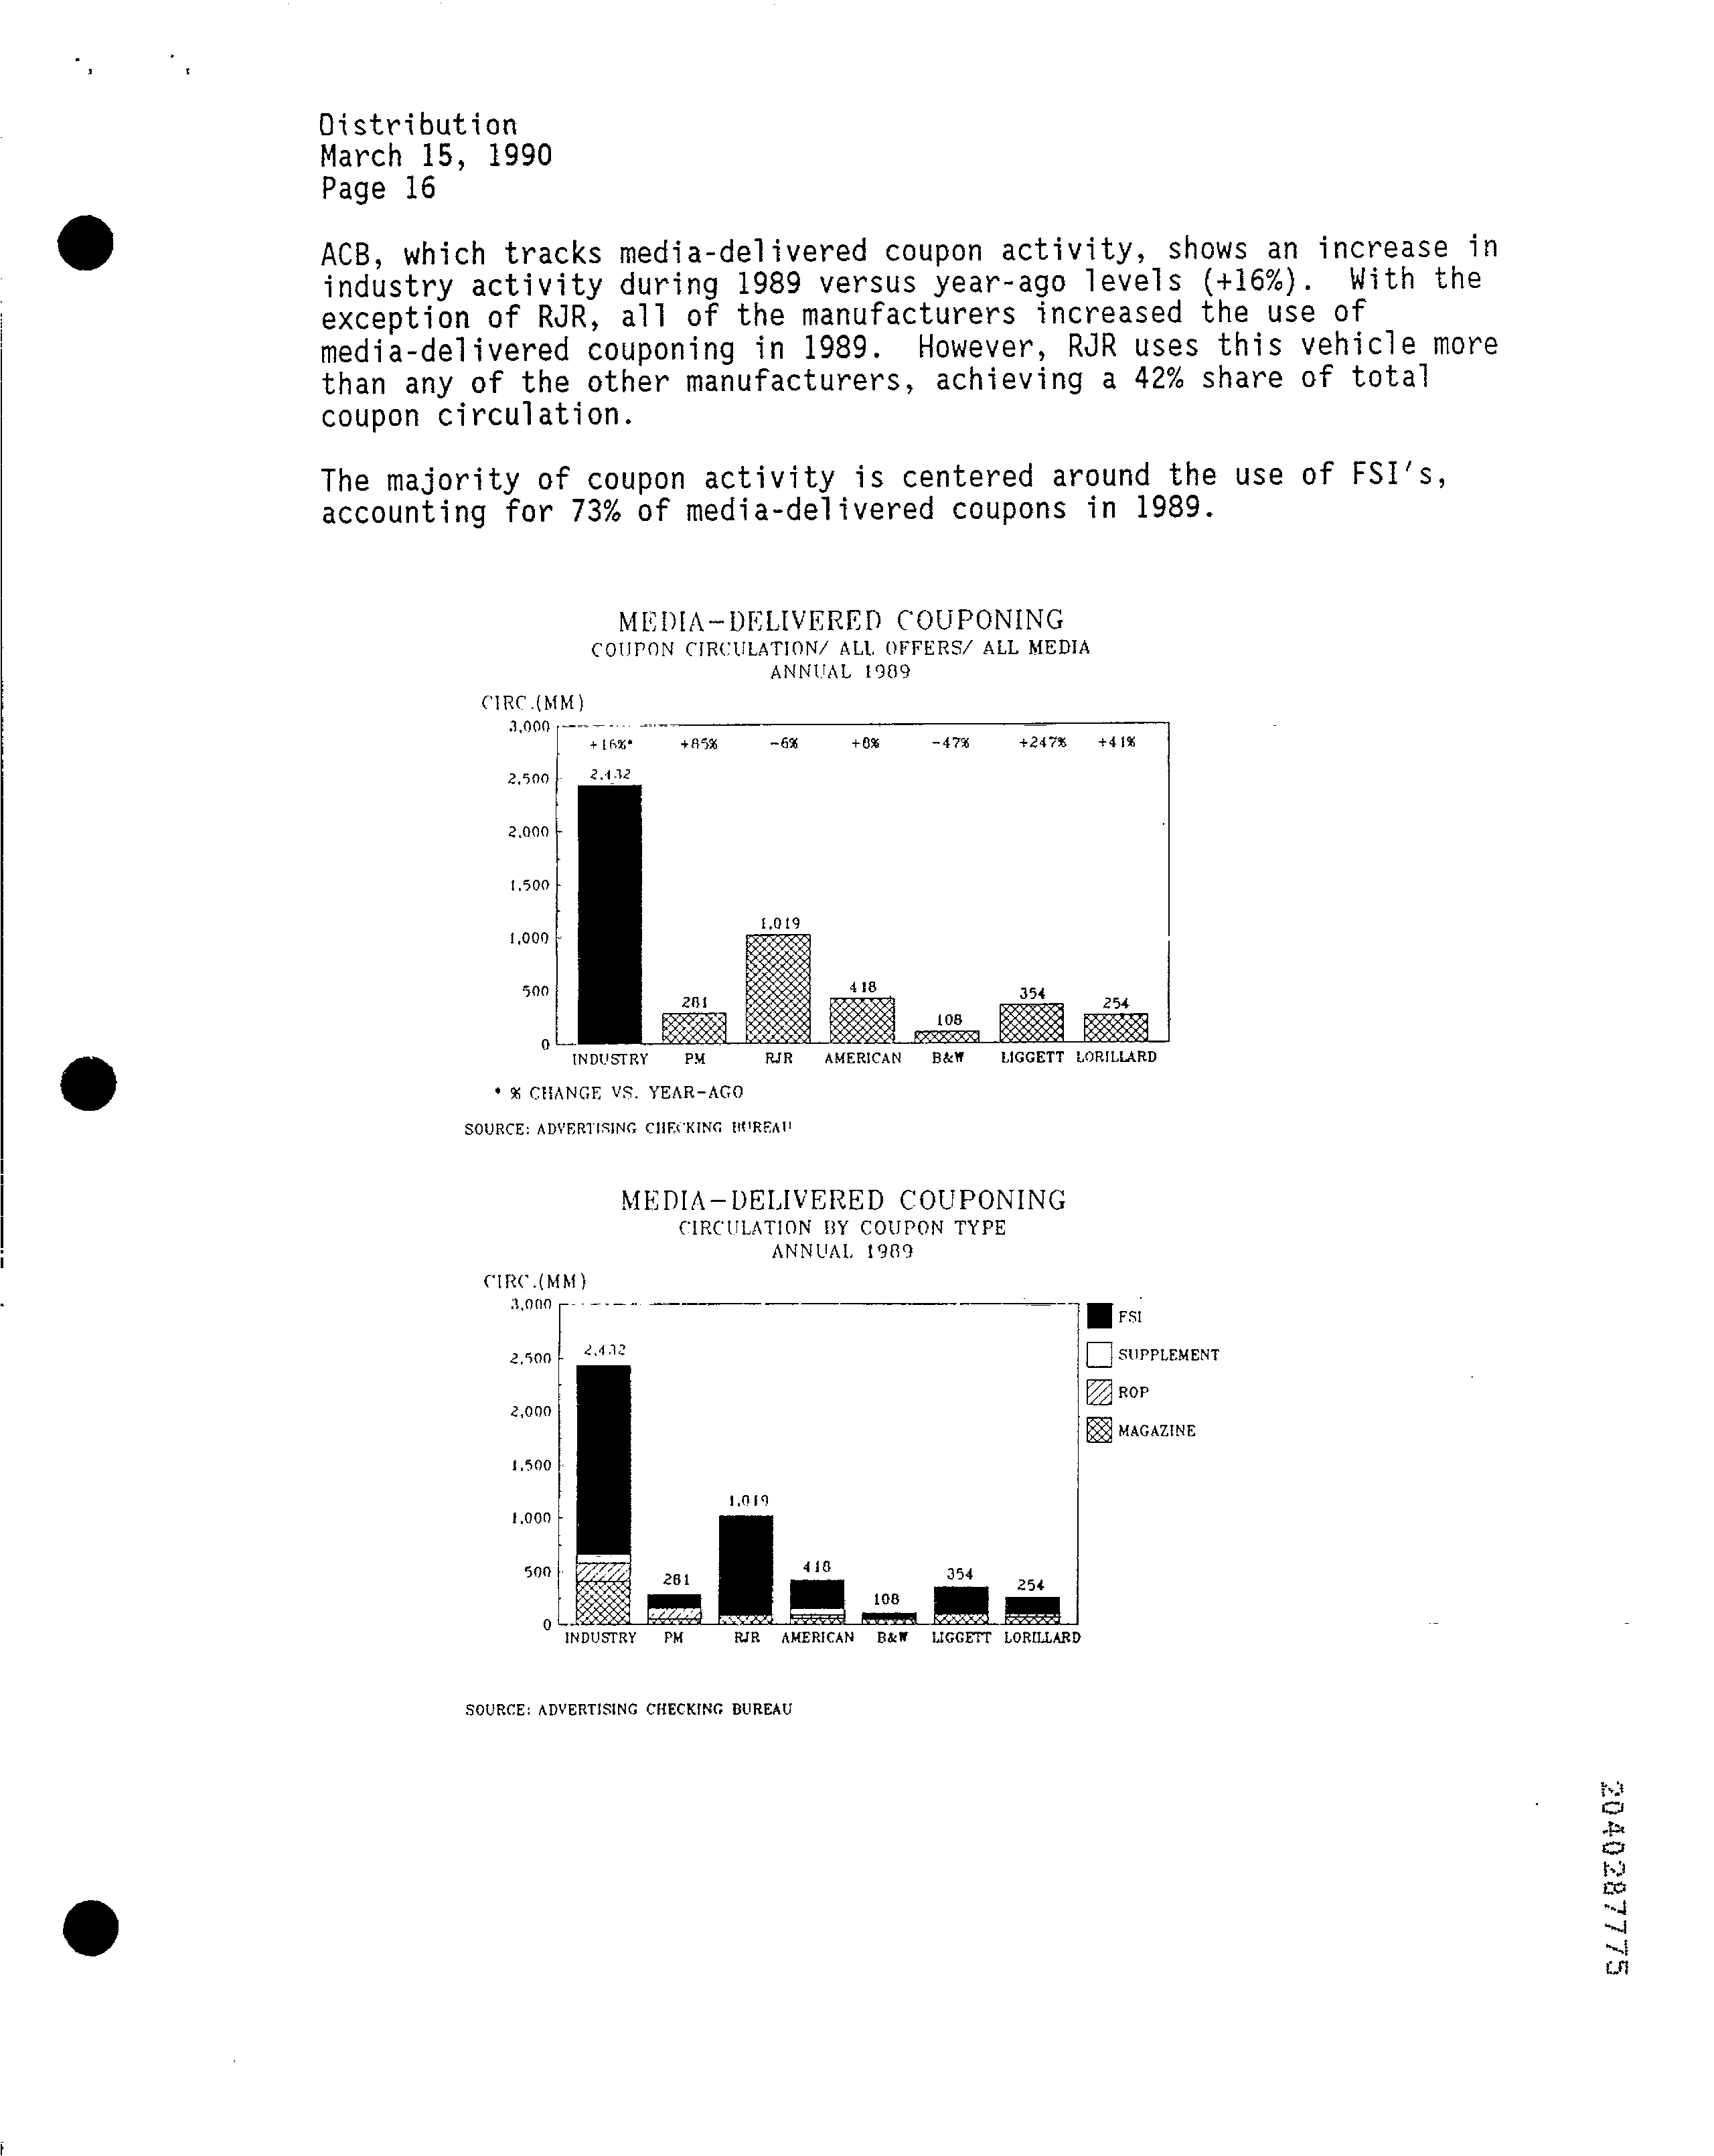 Distribution
March 15, 1990
Page 16
ACB, which tracks media-delivered coupon activity, shows an increase in
industry activity during 1989 versus year-ago levels (+16%). With the
exception of RJR, all of the manufacturers increased the use of
media-delivered couponing in 1989. However, RJR uses this vehicle more
than any of the other manufacturers, achieving a 42% share of total
coupon circulation.
The majority of coupon activity is centered around the use of FSI's,
accounting for 73% of media-delivered coupons in 1989.
MEDIA-DELIVERED COUPONING
COUPON CIRCULATION/ ALL OFFERS/ ALL MEDIA
ANNUAL 1989
CIRC.(MM)
3,000
+16%* +85% -6% +8% -47% +247% +41%
2,500 2,432
2,000
1,500
1,019
1,000
500 281 418 108 354 254
0
INDUSTRY PM RJR AMERICAN B&W LIGGETT LORILLARD
* % CHANGE VS. YEAR-AGO
SOURCE: ADVERTISING CHECKING BUREAU
MEDIA-DELIVERED COUPONING
CIRCULATION BY COUPON TYPE
ANNUAL 1989
CIRC.(MM)
3,000
FSI
2,500 2,432
SUPPLEMENT
ROP
2,000
MAGAZINE
1,500
1,019
1,000
500 281 418 108 354 254
0
INDUSTRY PM RJR AMERICAN B&W LIGGETT LORILLARD
SOURCE: ADVERTISING CHECKING BUREAU
2040287775